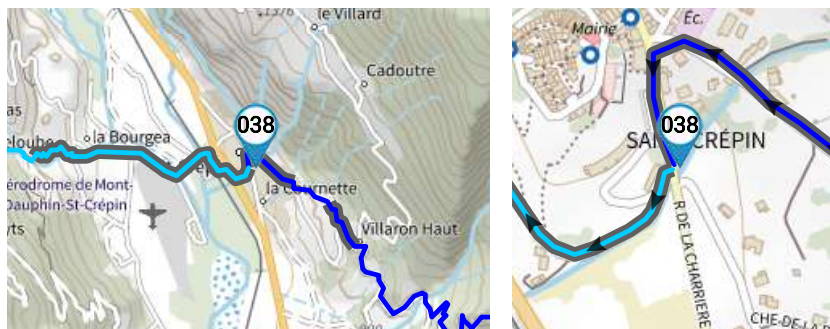 le Villard
Cadoutre
038
la Bourgea
la Cournette
érodrome de Mont-
Dauphin-St-Crépin
Villaron Haut
Mairie
Éc.
038
SAINT-CRÉPIN
R DE LA CHARRIERE
CHE-DE-LA